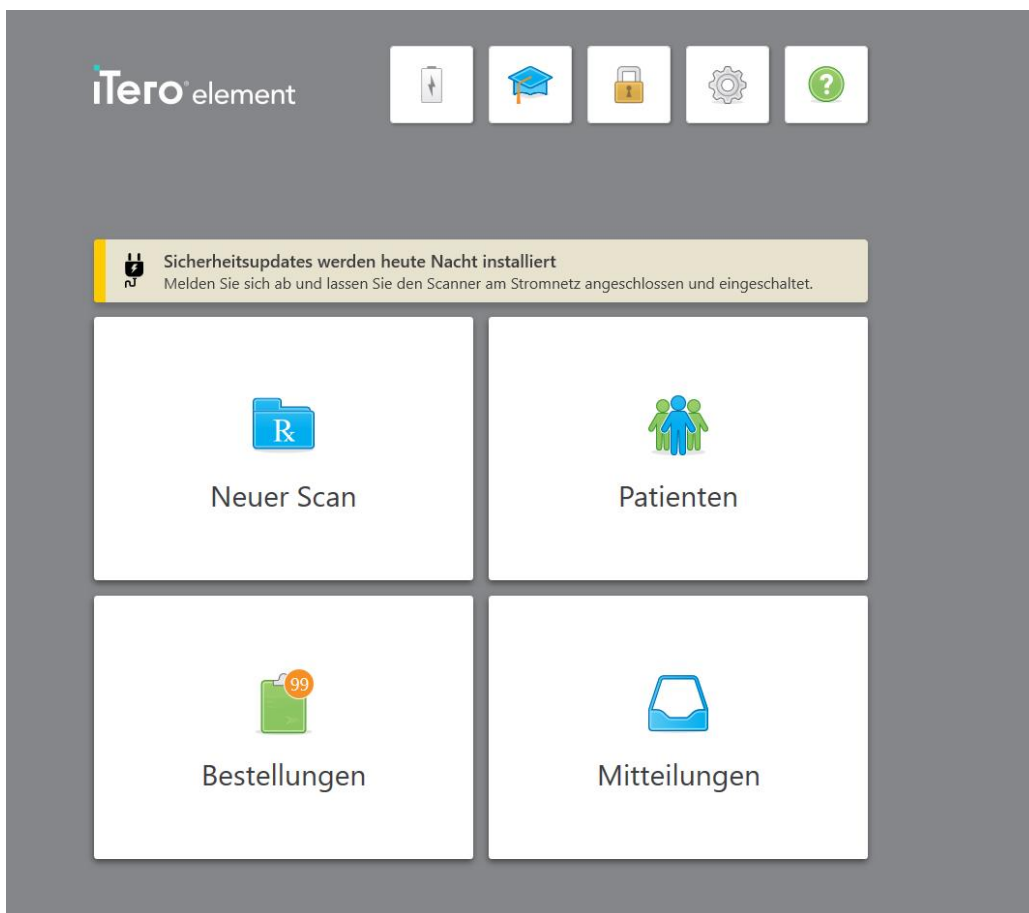 iTero® element
?
Sicherheitsupdates werden heute Nacht installiert
Melden Sie sich ab und lassen Sie den Scanner am Stromnetz angeschlossen und eingeschaltet.
Rx
Neuer Scan
Patienten
99
Bestellungen
Mitteilungen